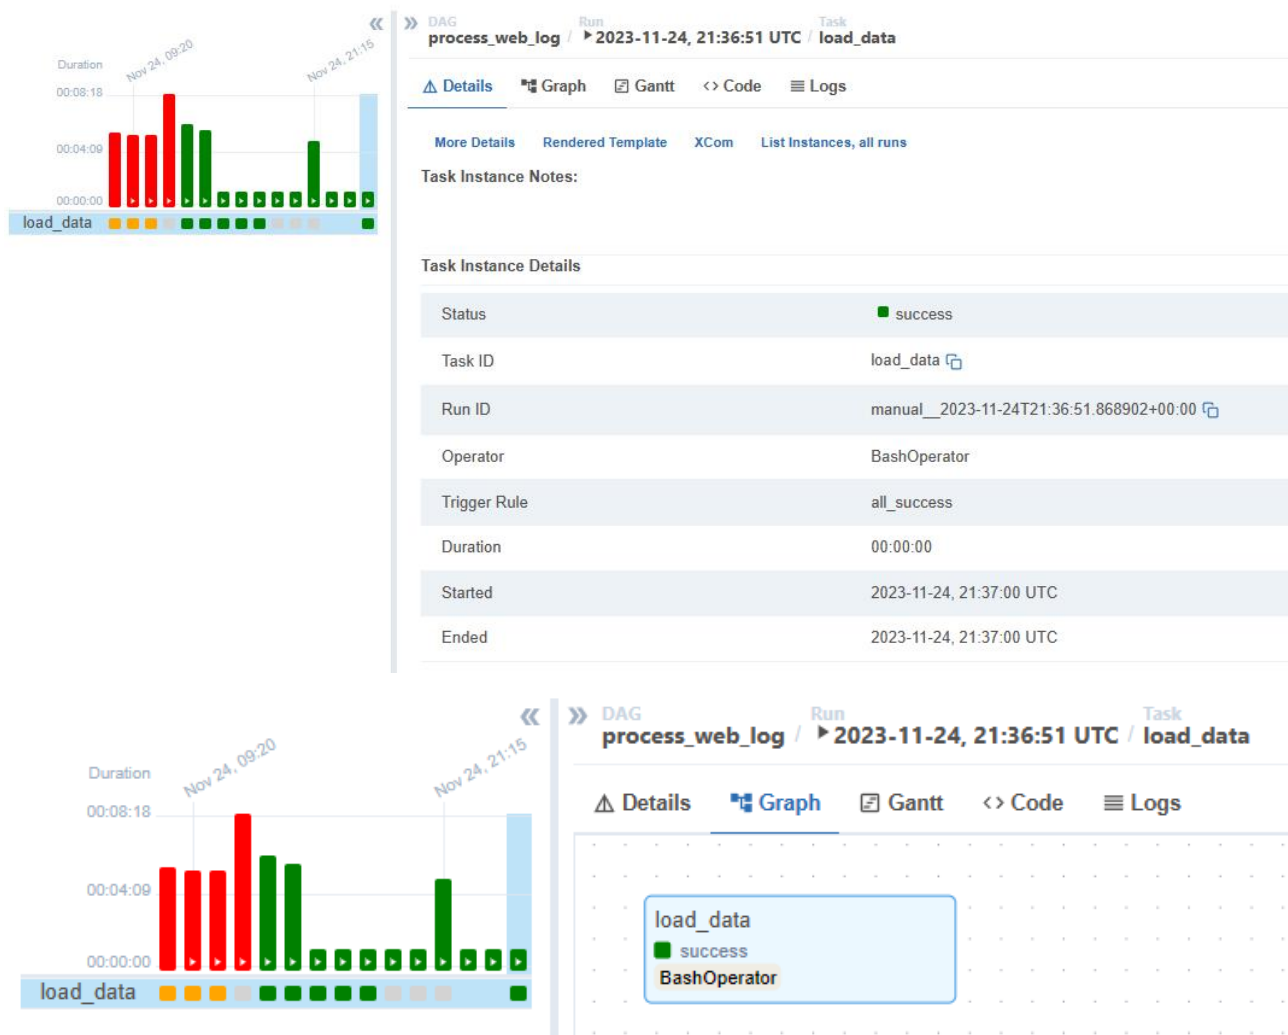 DAG Run Task
process_web_log / 2023-11-24, 21:36:51 UTC / load_data
Nov 24, 09:20
Nov 24, 21:15
Duration
00:08:18
00:04:09
00:00:00
load_data
Details Graph Gantt Code Logs
More Details Rendered Template XCom List Instances, all runs
Task Instance Notes:
Task Instance Details
Status success
Task ID load_data
Run ID manual__2023-11-24T21:36:51.868902+00:00
Operator BashOperator
Trigger Rule all_success
Duration 00:00:00
Started 2023-11-24, 21:37:00 UTC
Ended 2023-11-24, 21:37:00 UTC
DAG Run Task
process_web_log / 2023-11-24, 21:36:51 UTC / load_data
Nov 24, 09:20
Nov 24, 21:15
Duration
00:08:18
00:04:09
00:00:00
load_data
Details Graph Gantt Code Logs
load_data
success
BashOperator